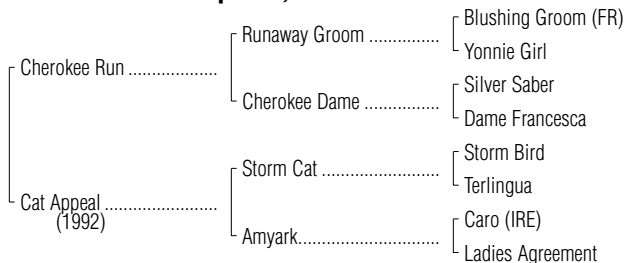 Blushing Groom (FR)
Runaway Groom ................
Yonnie Girl
Cherokee Run ....................
Silver Saber
Cherokee Dame .................
Dame Francesca
Storm Bird
Storm Cat ..........................
Terlingua
Cat Appeal .........................
(1992)
Caro (IRE)
Amyark................................
Ladies Agreement